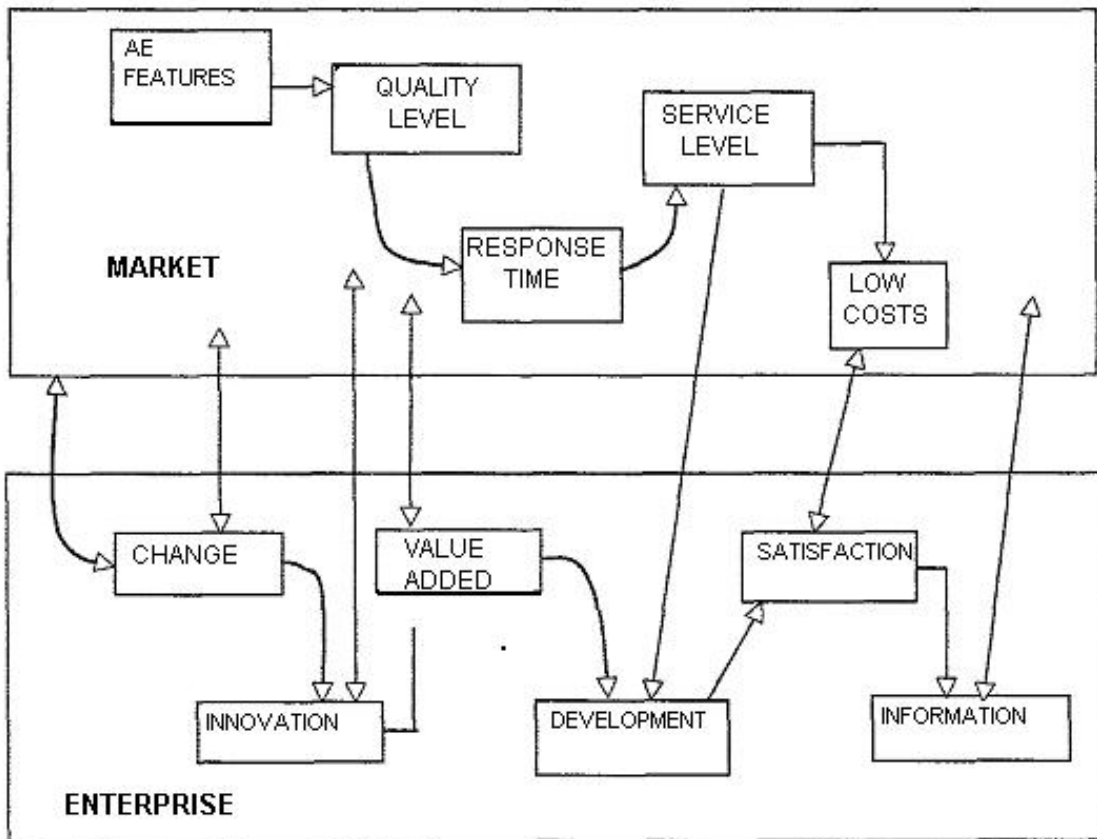 AE
FEATURES
QUALITY
LEVEL
SERVICE
LEVEL
RESPONSE
TIME
MARKET
LOW
COSTS
CHANGE
VALUE
ADDED
SATISFACTION
INNOVATION
DEVELOPMENT
INFORMATION
ENTERPRISE